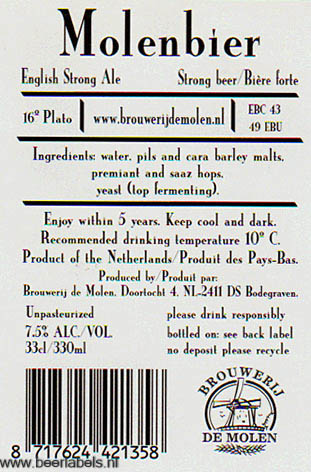 Molenbier
English Strong Ale Strong beer/Bière forte
16º Plato www.brouwerijdemolen.nl EBC 43
49 EBU
Ingredients: water, pils and cara barley malts,
premiant and saaz hops,
yeast (top fermenting).
Enjoy within 5 years. Keep cool and dark.
Recommended drinking temperature 10º C.
Product of the Netherlands/Produit des Pays-Bas.
Produced by/Produit par:
Brouwerij de Molen. Doortocht 4. NL-2411 DS Bodegraven.
Unpasteurized please drink responsibly
7.5% ALC./VOL. bottled on: see back label
33cl/330ml no deposit please recycle
BROUWERIJ
DE MOLEN
8 717624 421358
www.beerlabels.nl